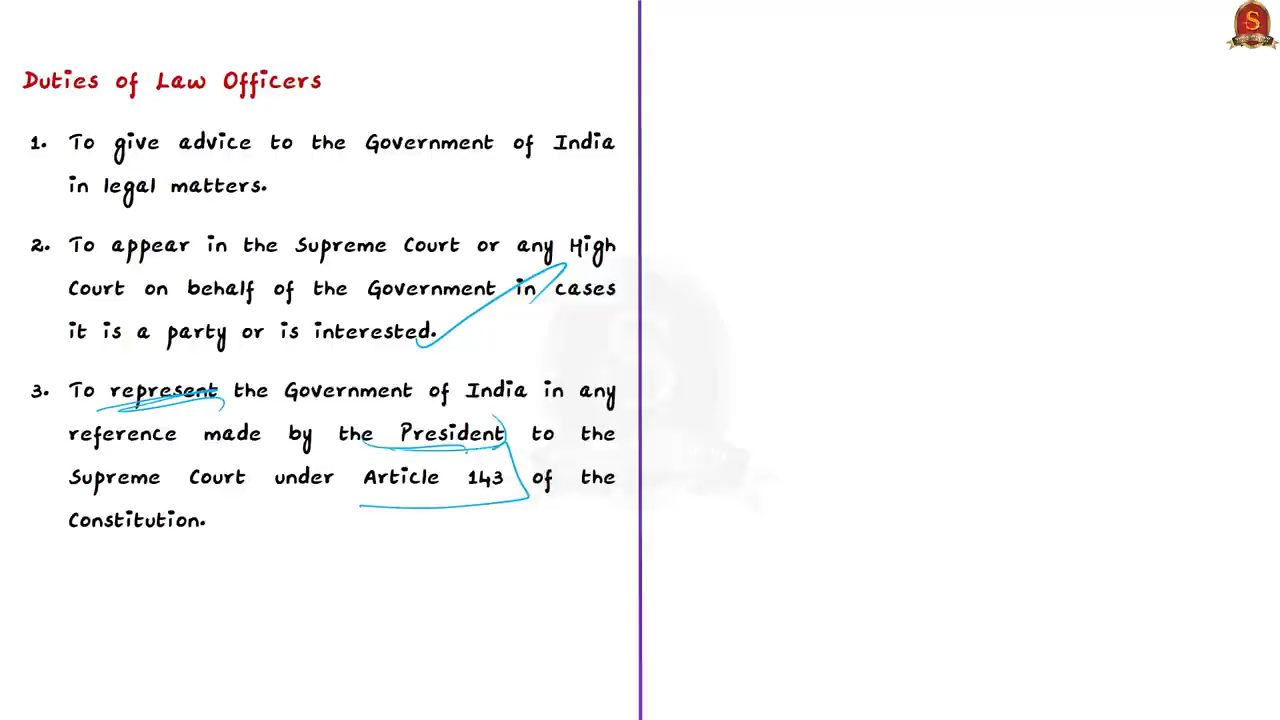 Duties of Law Officers
1. To give advice to the Government of India
in legal matters.
2. To appear in the Supreme Court or any High
Court on behalf of the Government in cases
it is a party or is interested.
3. To represent the Government of India in any
reference made by the President to the
Supreme Court under Article 143 of the
Constitution.
S
S